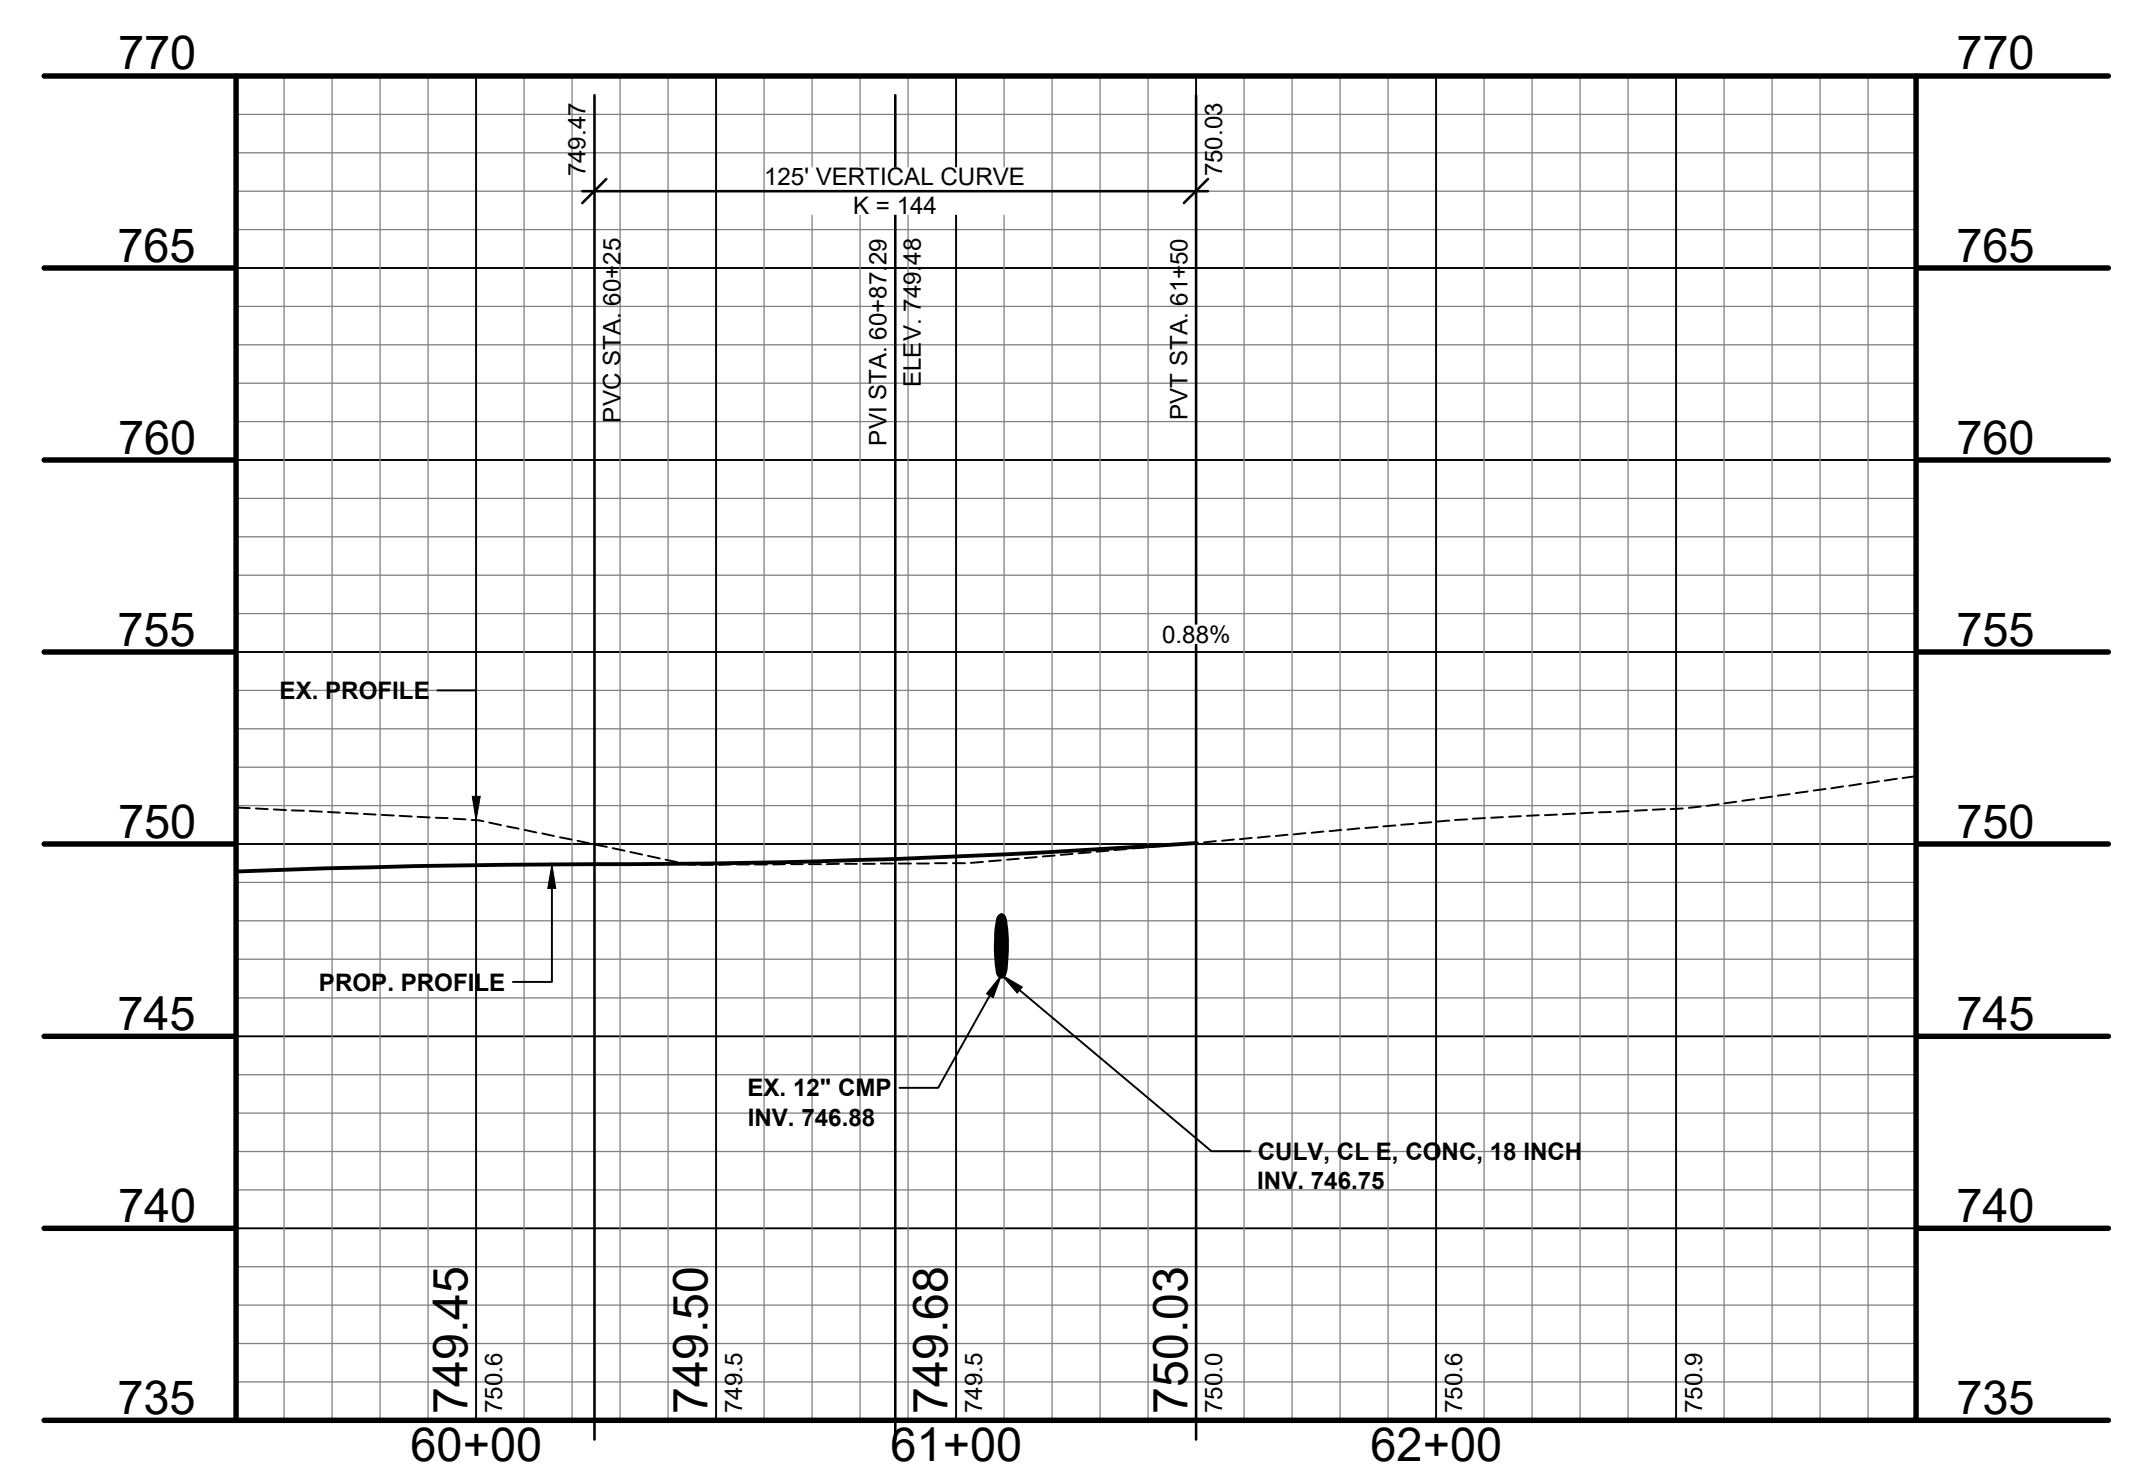 770
770
749.47
750.03
125' VERTICAL CURVE
K = 144
765
765
PVC STA. 60+25
PVI STA. 60+87.29
ELEV. 749.48
PVT STA. 61+50
760
760
0.88%
755
755
EX. PROFILE
750
750
PROP. PROFILE
745
745
EX. 12" CMP
INV. 746.88
CULV, CL E, CONC, 18 INCH
INV. 746.75
740
740
749.45
750.6
749.50
749.5
749.68
749.5
750.03
750.0
750.6
750.9
735
735
60+00
61+00
62+00